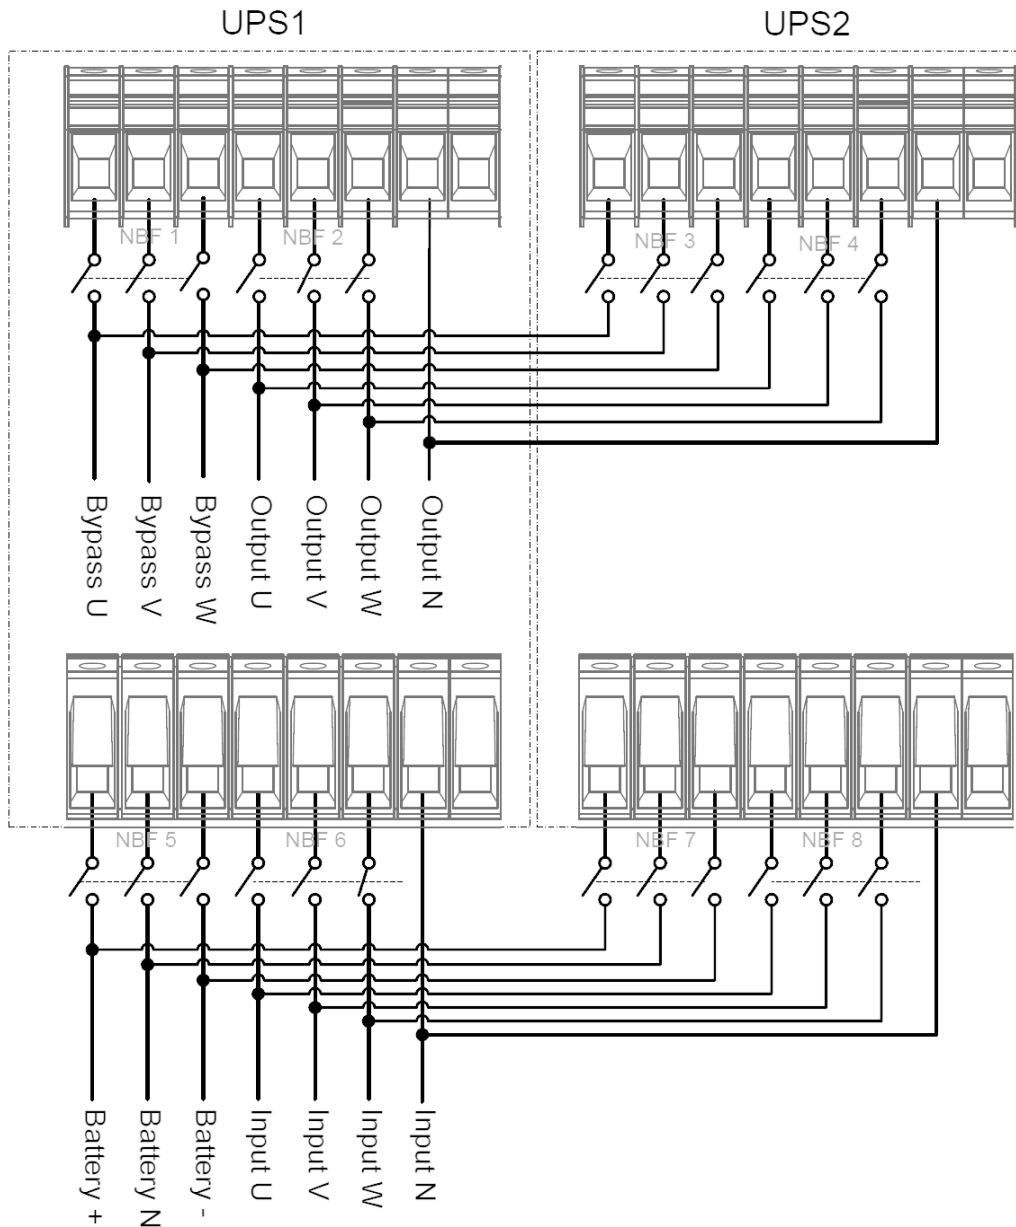 UPS1
UPS2
NBF 1
NBF 2
NBF 3
NBF 4
Bypass U
Bypass V
Bypass W
Output U
Output V
Output W
Output N
NBF 5
NBF 6
NBF 7
NBF 8
Battery +
Battery N
Battery -
Input U
Input V
Input W
Input N